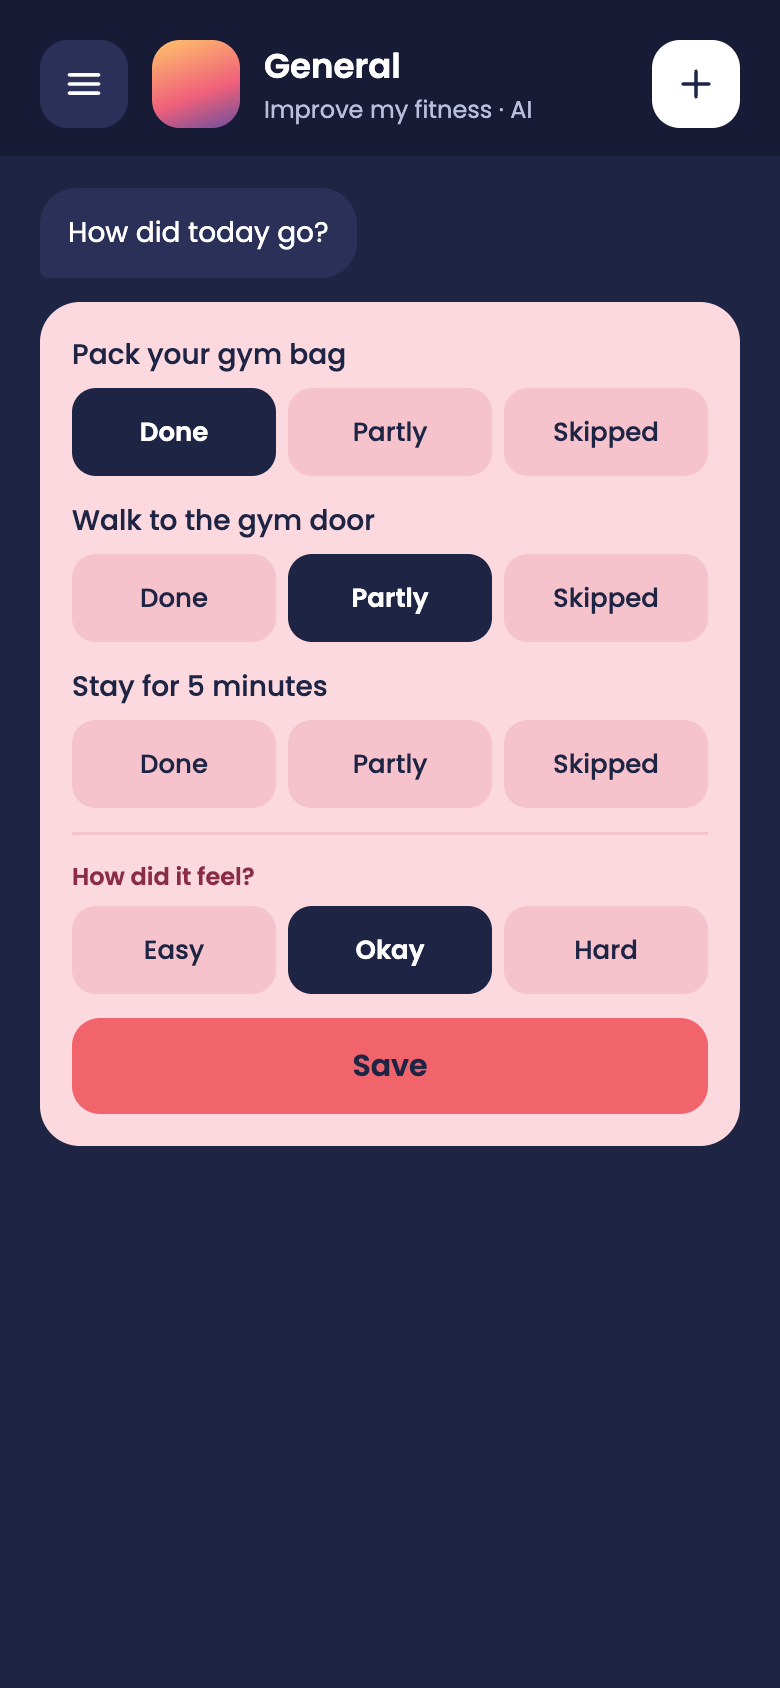 General
Improve my fitness · AI
How did today go?
Pack your gym bag
Done Partly Skipped
Walk to the gym door
Done Partly Skipped
Stay for 5 minutes
Done Partly Skipped
How did it feel?
Easy Okay Hard
Save